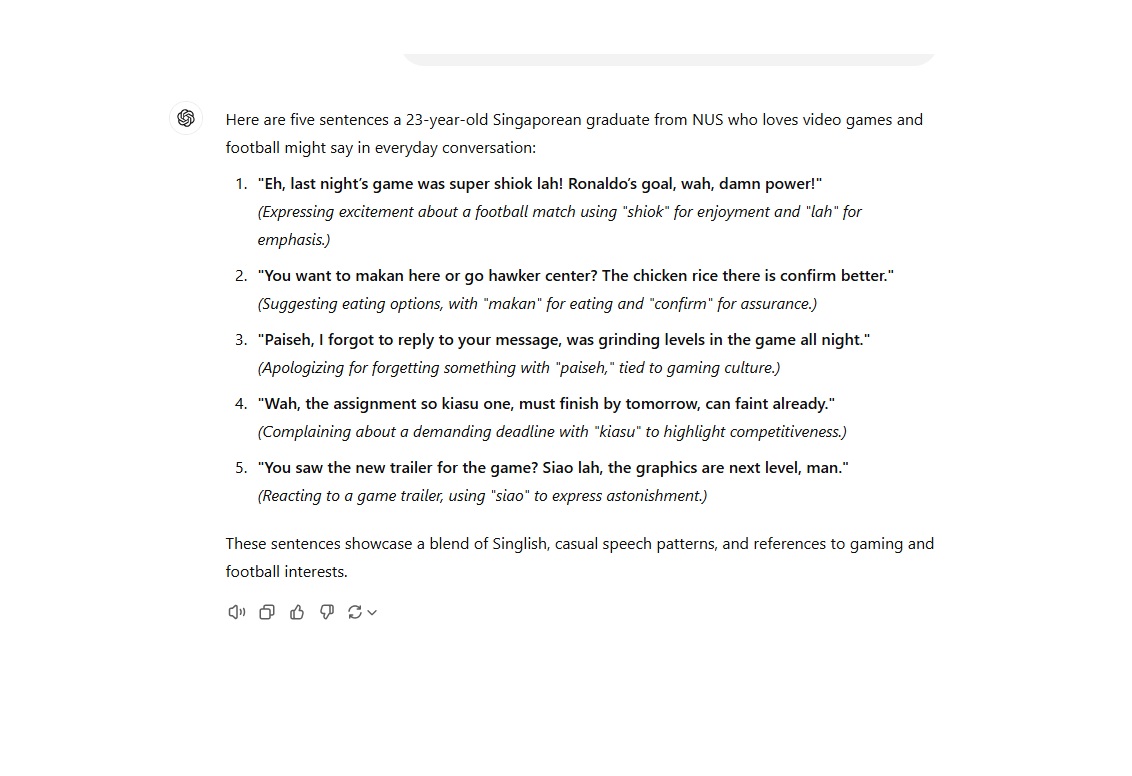 Here are five sentences a 23-year-old Singaporean graduate from NUS who loves video games and
football might say in everyday conversation:
1. "Eh, last night's game was super shiok lah! Ronaldo's goal, wah, damn power!"
(Expressing excitement about a football match using "shiok" for enjoyment and "lah" for
emphasis.)
2. "You want to makan here or go hawker center? The chicken rice there is confirm better."
(Suggesting eating options, with "makan" for eating and "confirm" for assurance.)
3. "Paiseh, I forgot to reply to your message, was grinding levels in the game all night."
(Apologizing for forgetting something with "paiseh," tied to gaming culture.)
4. "Wah, the assignment so kiasu one, must finish by tomorrow, can faint already."
(Complaining about a demanding deadline with "kiasu" to highlight competitiveness.)
5. "You saw the new trailer for the game? Siao lah, the graphics are next level, man."
(Reacting to a game trailer, using "siao" to express astonishment.)
These sentences showcase a blend of Singlish, casual speech patterns, and references to gaming and
football interests.